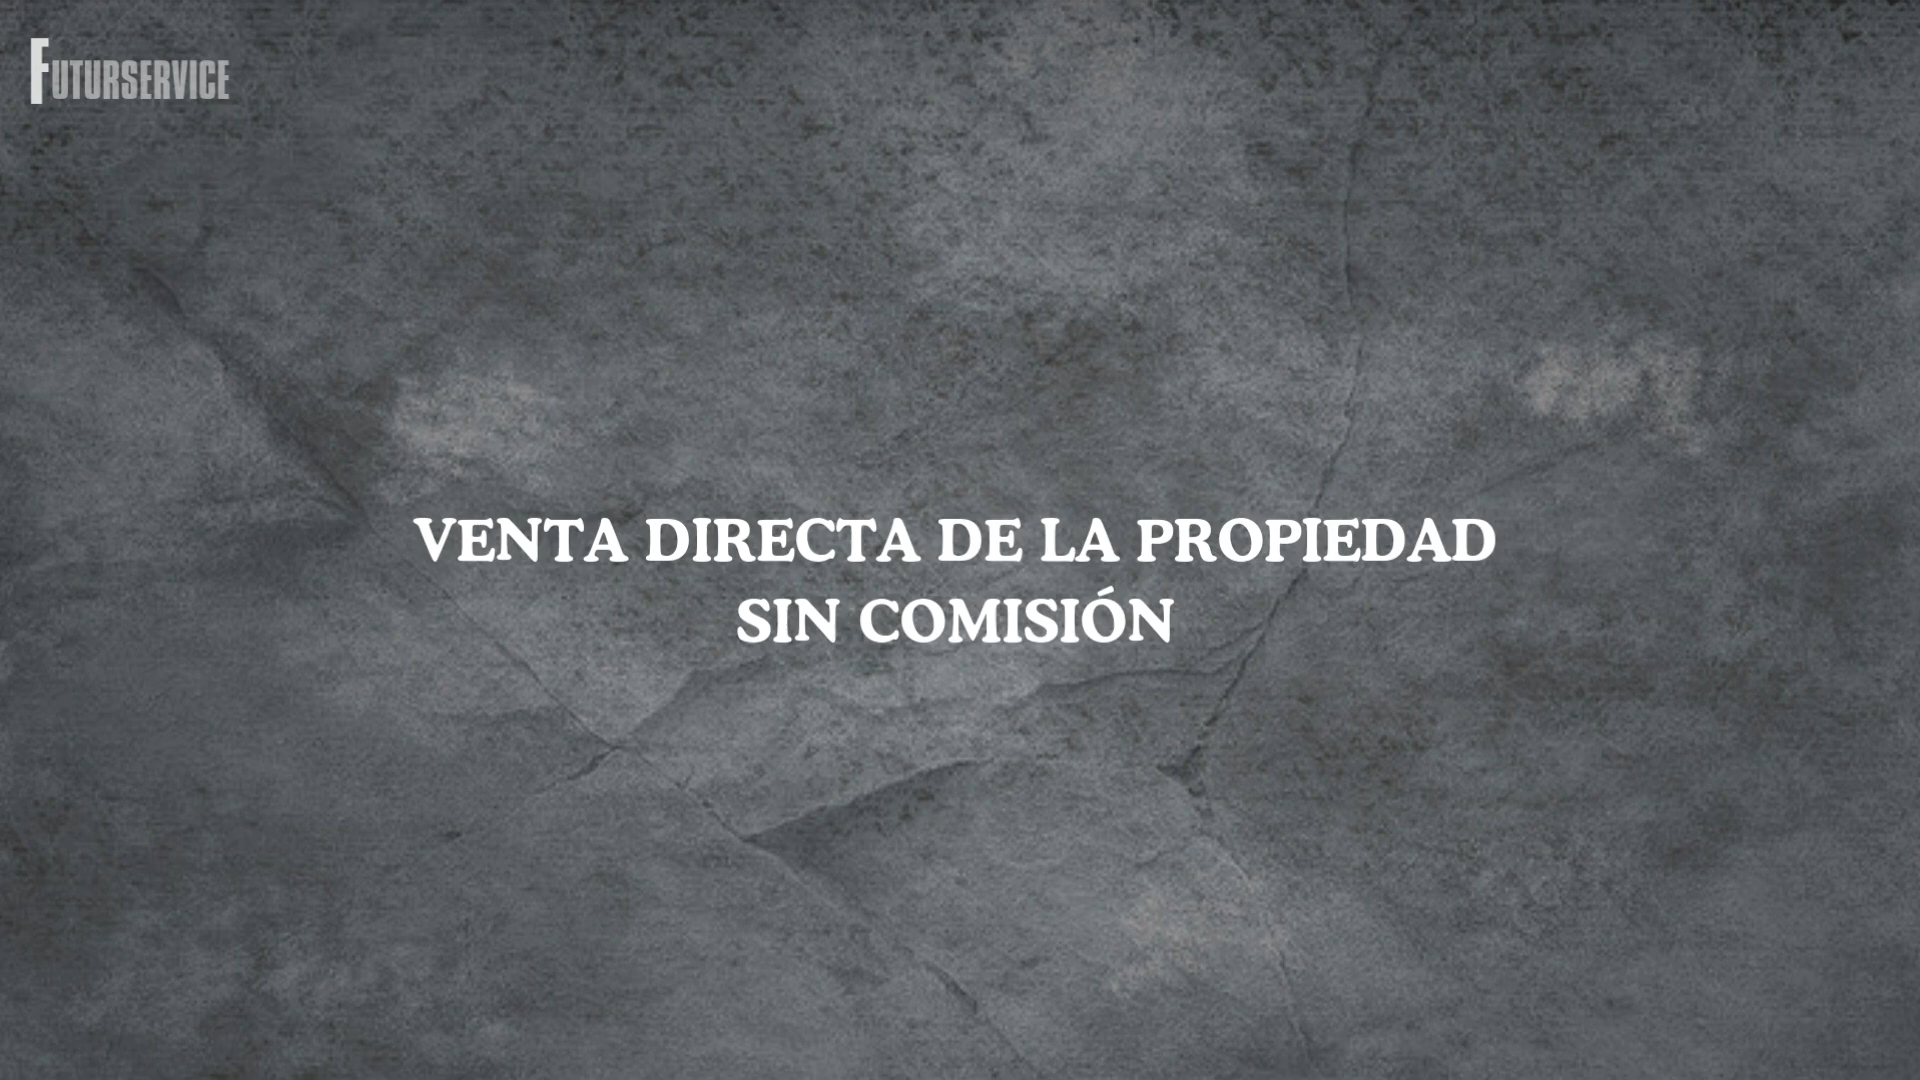 FUTURSERVICE
VENTA DIRECTA DE LA PROPIEDAD
SIN COMISIÓN